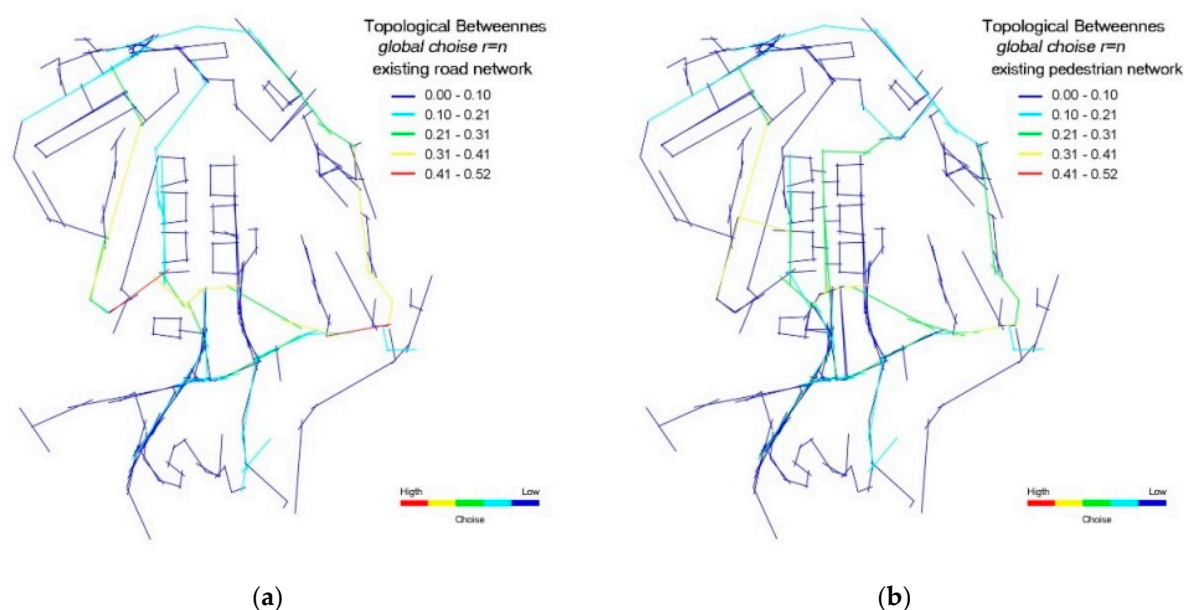 Topological Betweennes
global choise r=n
existing road network
0.00 - 0.10
0.10 - 0.21
0.21 - 0.31
0.31 - 0.41
0.41 - 0.52
Higth Low
Choise
(a)
Topological Betweennes
global choise r=n
existing pedestrian network
0.00 - 0.10
0.10 - 0.21
0.21 - 0.31
0.31 - 0.41
0.41 - 0.52
Higth Low
Choise
(b)